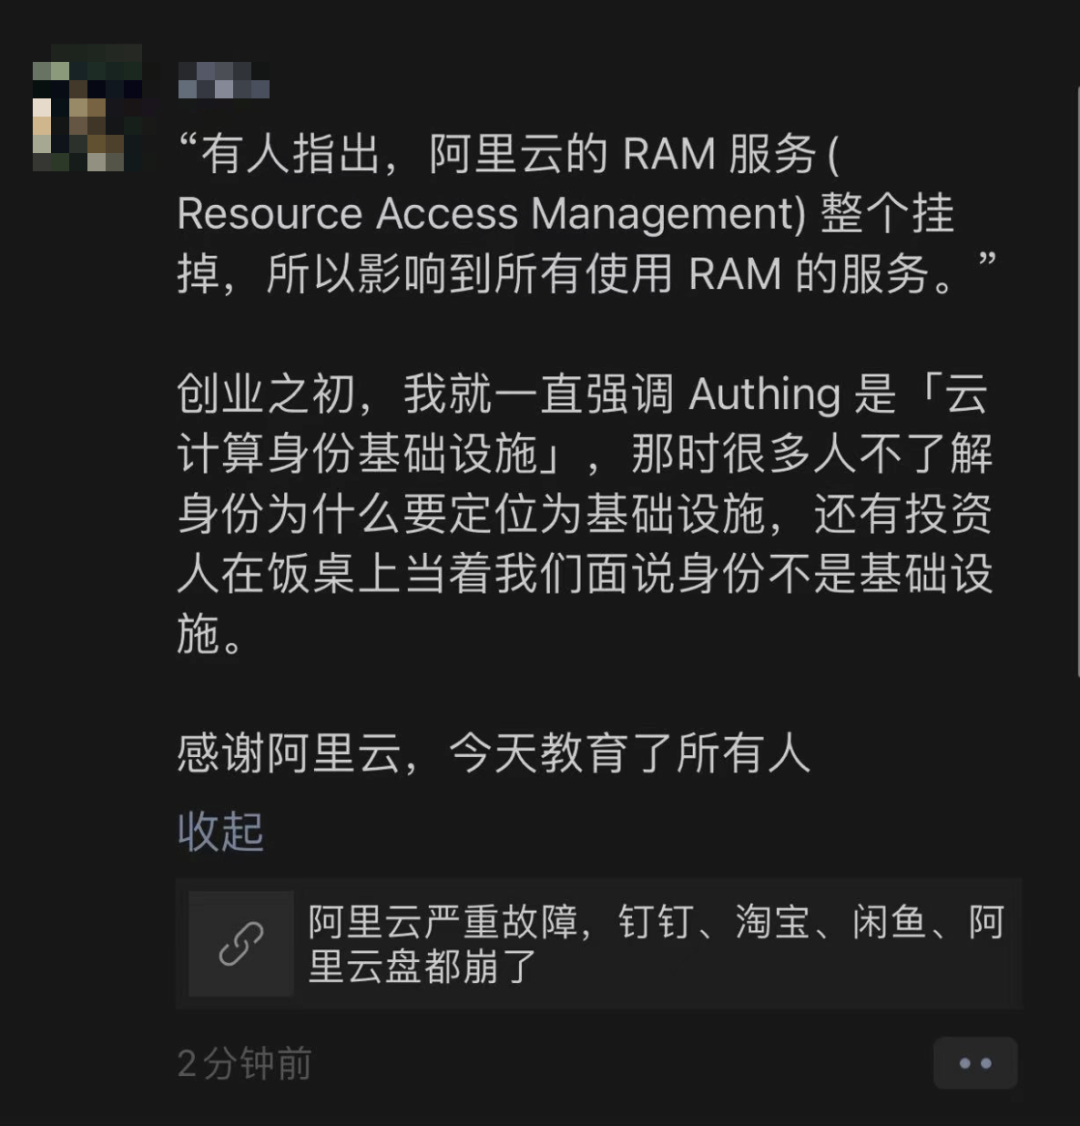 “有人指出，阿里云的 RAM 服务 (
Resource Access Management) 整个挂
掉，所以影响到所有使用 RAM 的服务。”
创业之初，我就一直强调 Authing 是「云
计算身份基础设施」，那时很多人不了解
身份为什么要定位为基础设施，还有投资
人在饭桌上当着我们面说身份不是基础设
施。
感谢阿里云，今天教育了所有人
收起
阿里云严重故障，钉钉、淘宝、闲鱼、阿
里云盘都崩了
2分钟前